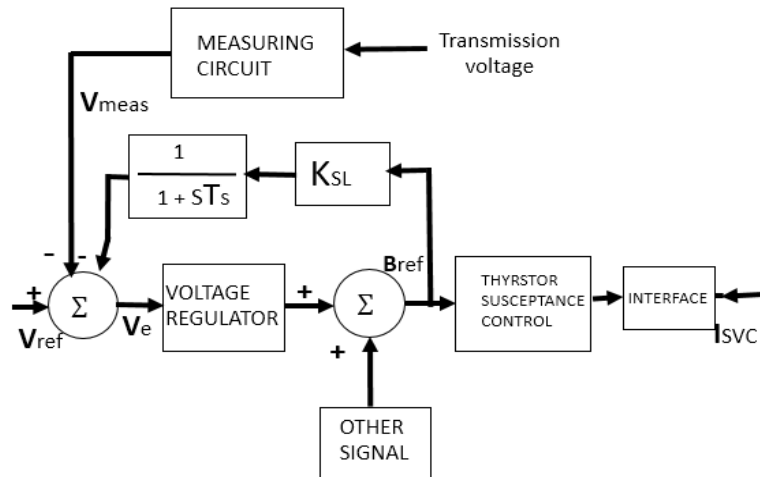 MEASURING
CIRCUIT
Transmission
voltage
Vmeas
1
1 + STs
KSL
- -
+
Σ
Vref
Ve
VOLTAGE
REGULATOR
+
Σ
+
Bref
THYRSTOR
SUSCEPTANCE
CONTROL
INTERFACE
ISVC
OTHER
SIGNAL